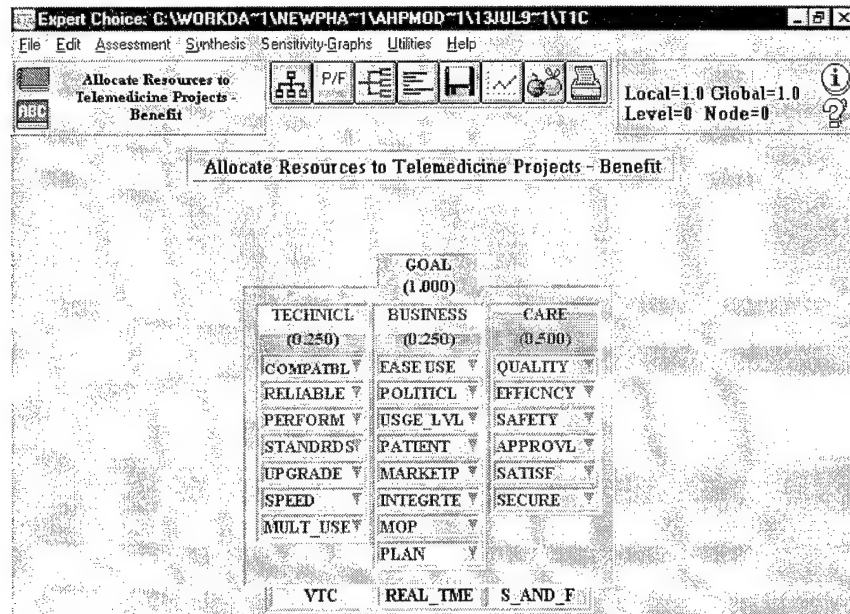 Expert Choice: C:\WORKDA~1\NEWPHA~1\AHPMOD~1\13JUL9~1\T1C
File Edit Assessment Synthesis Sensitivity-Graphs Utilities Help
ABC
Allocate Resources to
Telemedicine Projects -
Benefit
P/F
Local=1.0 Global=1.0
Level=0 Node=0
Allocate Resources to Telemedicine Projects - Benefit
GOAL
(1.000)
TECHNICL BUSINESS CARE
(0.250) (0.250) (0.500)
COMPATBL EASE USE QUALITY
RELIABLE POLITICL EFFICNCY
PERFORM USGE_LVL SAFETY
STANDRDS PATIENT APPROVL
UPGRADE MARKETP SATISF
SPEED INTEGRTE SECURE
MULT_USE MOP
PLAN
VTC REAL_TME S_AND_F